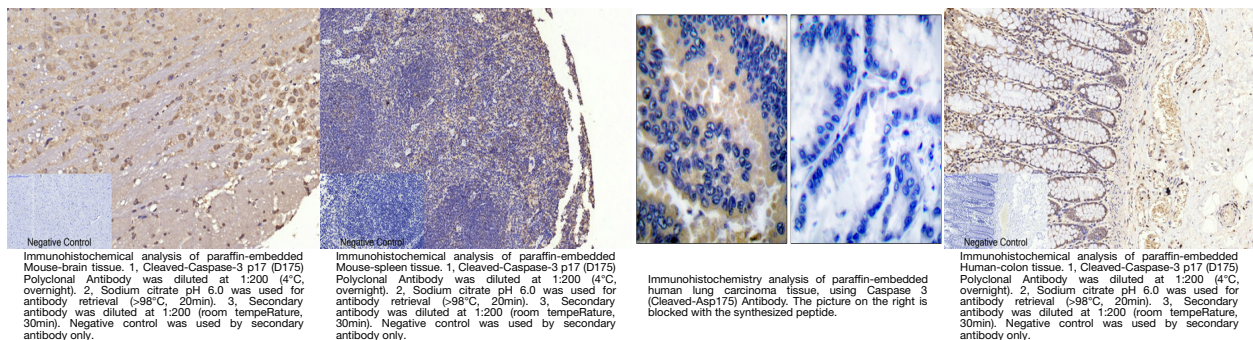 Negative Control
Immunohistochemical analysis of paraffin-embedded
Mouse-brain tissue. 1, Cleaved-Caspase-3 p17 (D175)
Polyclonal Antibody was diluted at 1:200 (4°C,
overnight). 2, Sodium citrate pH 6.0 was used for
antibody retrieval (>98°C, 20min). 3, Secondary
antibody was diluted at 1:200 (room tempeRature,
30min). Negative control was used by secondary
antibody only.
Negative Control
Immunohistochemical analysis of paraffin-embedded
Mouse-spleen tissue. 1, Cleaved-Caspase-3 p17 (D175)
Polyclonal Antibody was diluted at 1:200 (4°C,
overnight). 2, Sodium citrate pH 6.0 was used for
antibody retrieval (>98°C, 20min). 3, Secondary
antibody was diluted at 1:200 (room tempeRature,
30min). Negative control was used by secondary
antibody only.
Immunohistochemistry analysis of paraffin-embedded
human lung carcinoma tissue, using Caspase 3
(Cleaved-Asp175) Antibody. The picture on the right is
blocked with the synthesized peptide.
Negative Control
Immunohistochemical analysis of paraffin-embedded
Human-colon tissue. 1, Cleaved-Caspase-3 p17 (D175)
Polyclonal Antibody was diluted at 1:200 (4°C,
overnight). 2, Sodium citrate pH 6.0 was used for
antibody retrieval (>98°C, 20min). 3, Secondary
antibody was diluted at 1:200 (room tempeRature,
30min). Negative control was used by secondary
antibody only.